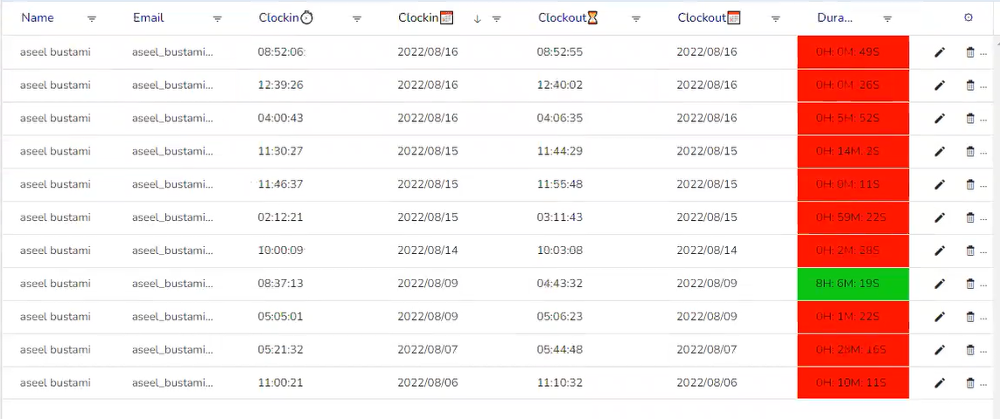 Name Email Clockin Clockin Clockout Clockout Dura...
aseel bustami aseel_bustami... 08:52:06 2022/08/16 08:52:55 2022/08/16 0H: 0M: 49S ...
aseel bustami aseel_bustami... 12:39:26 2022/08/16 12:40:02 2022/08/16 0H: 0M: 36S ...
aseel bustami aseel_bustami... 04:00:43 2022/08/16 04:06:35 2022/08/16 0H: 5M: 52S ...
aseel bustami aseel_bustami... 11:30:27 2022/08/15 11:44:29 2022/08/15 0H: 14M: 2S ...
aseel bustami aseel_bustami... 11:46:37 2022/08/15 11:55:48 2022/08/15 0H: 9M: 11S ...
aseel bustami aseel_bustami... 02:12:21 2022/08/15 03:11:43 2022/08/15 0H: 59M: 22S ...
aseel bustami aseel_bustami... 10:00:09 2022/08/14 10:03:08 2022/08/14 0H: 2M: ...
aseel bustami aseel_bustami... 08:37:13 2022/08/09 04:43:32 2022/08/09 8H: 6M: 19S ...
aseel bustami aseel_bustami... 05:05:01 2022/08/09 05:06:23 2022/08/09 0H: 1M: 22S ...
aseel bustami aseel_bustami... 05:21:32 2022/08/07 05:44:48 2022/08/07 0H: 23M: 16S ...
aseel bustami aseel_bustami... 11:00:21 2022/08/06 11:10:32 2022/08/06 0H: 10M: 11S ...